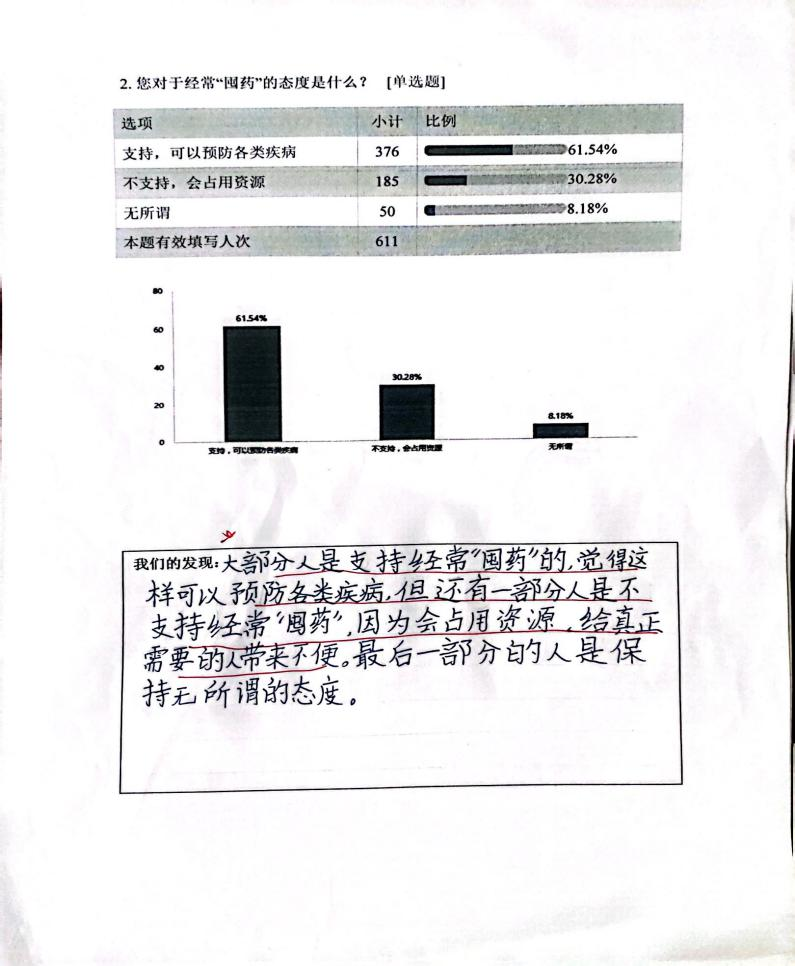 2. 您对于经常“囤药”的态度是什么？ [单选题]
选项 小计 比例
支持，可以预防各类疾病 376 61.54%
不支持，会占用资源 185 30.28%
无所谓 50 8.18%
本题有效填写人次 611
80
60
40
20
0
61.54%
30.28%
8.18%
支持，可以预防各类疾病 不支持，会占用资源 无所谓
我们的发现：大部分人是支持经常“囤药”的，觉得这
样可以预防各类疾病，但还有一部分人是不
支持经常“囤药”，因为会占用资源，给真正
需要的人带来不便。最后一部分的人是保
持无所谓的态度。